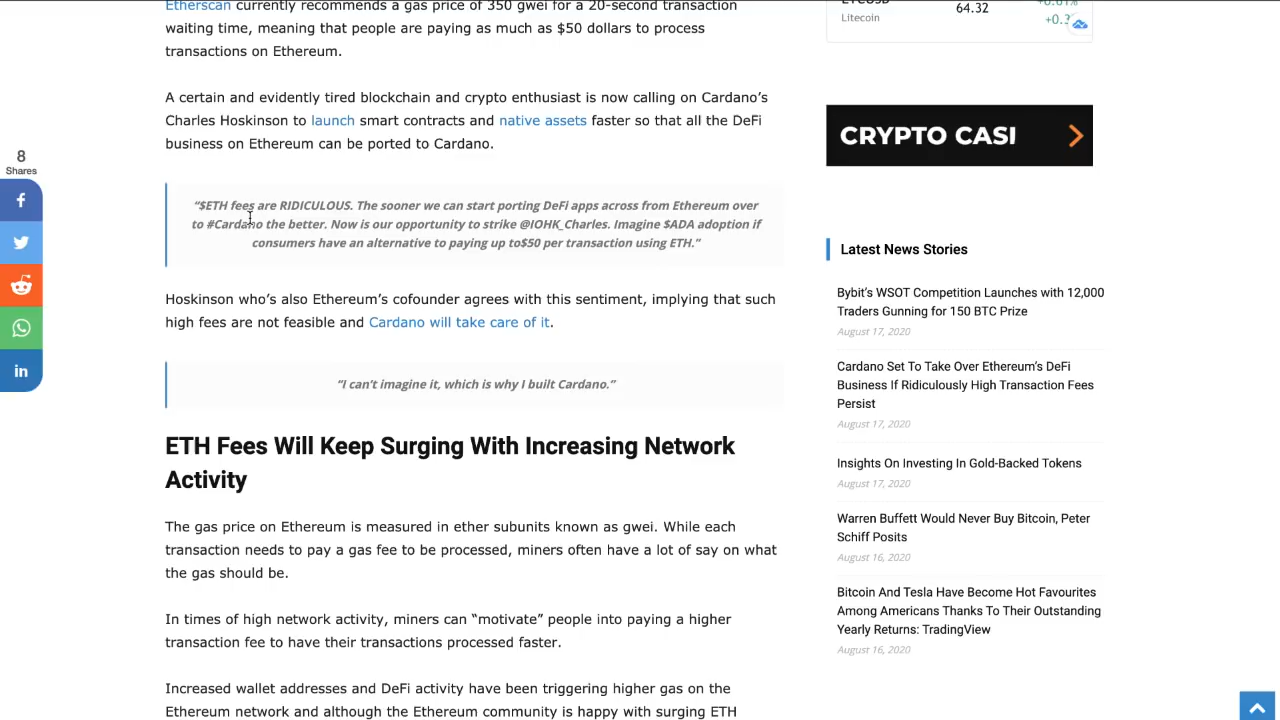 Etherscan currently recommends a gas price of 350 gwei for a 20-second transaction
waiting time, meaning that people are paying as much as $50 dollars to process
transactions on Ethereum.
A certain and evidently tired blockchain and crypto enthusiast is now calling on Cardano’s
Charles Hoskinson to launch smart contracts and native assets faster so that all the DeFi
business on Ethereum can be ported to Cardano.
8
Shares
“$ETH fees are RIDICULOUS. The sooner we can start porting DeFi apps across from Ethereum over
to #Cardano the better. Now is our opportunity to strike @IOHK_Charles. Imagine $ADA adoption if
consumers have an alternative to paying up to$50 per transaction using ETH.”
Hoskinson who’s also Ethereum’s cofounder agrees with this sentiment, implying that such
high fees are not feasible and Cardano will take care of it.
“I can’t imagine it, which is why I built Cardano.”
ETH Fees Will Keep Surging With Increasing Network
Activity
The gas price on Ethereum is measured in ether subunits known as gwei. While each
transaction needs to pay a gas fee to be processed, miners often have a lot of say on what
the gas should be.
In times of high network activity, miners can “motivate” people into paying a higher
transaction fee to have their transactions processed faster.
Increased wallet addresses and DeFi activity have been triggering higher gas on the
Ethereum network and although the Ethereum community is happy with surging ETH
Litecoin
64.32
CRYPTO CASI
Latest News Stories
Bybit’s WSOT Competition Launches with 12,000
Traders Gunning for 150 BTC Prize
August 17, 2020
Cardano Set To Take Over Ethereum’s DeFi
Business If Ridiculously High Transaction Fees
Persist
August 17, 2020
Insights On Investing In Gold-Backed Tokens
August 17, 2020
Warren Buffett Would Never Buy Bitcoin, Peter
Schiff Posits
August 16, 2020
Bitcoin And Tesla Have Become Hot Favourites
Among Americans Thanks To Their Outstanding
Yearly Returns: TradingView
August 16, 2020